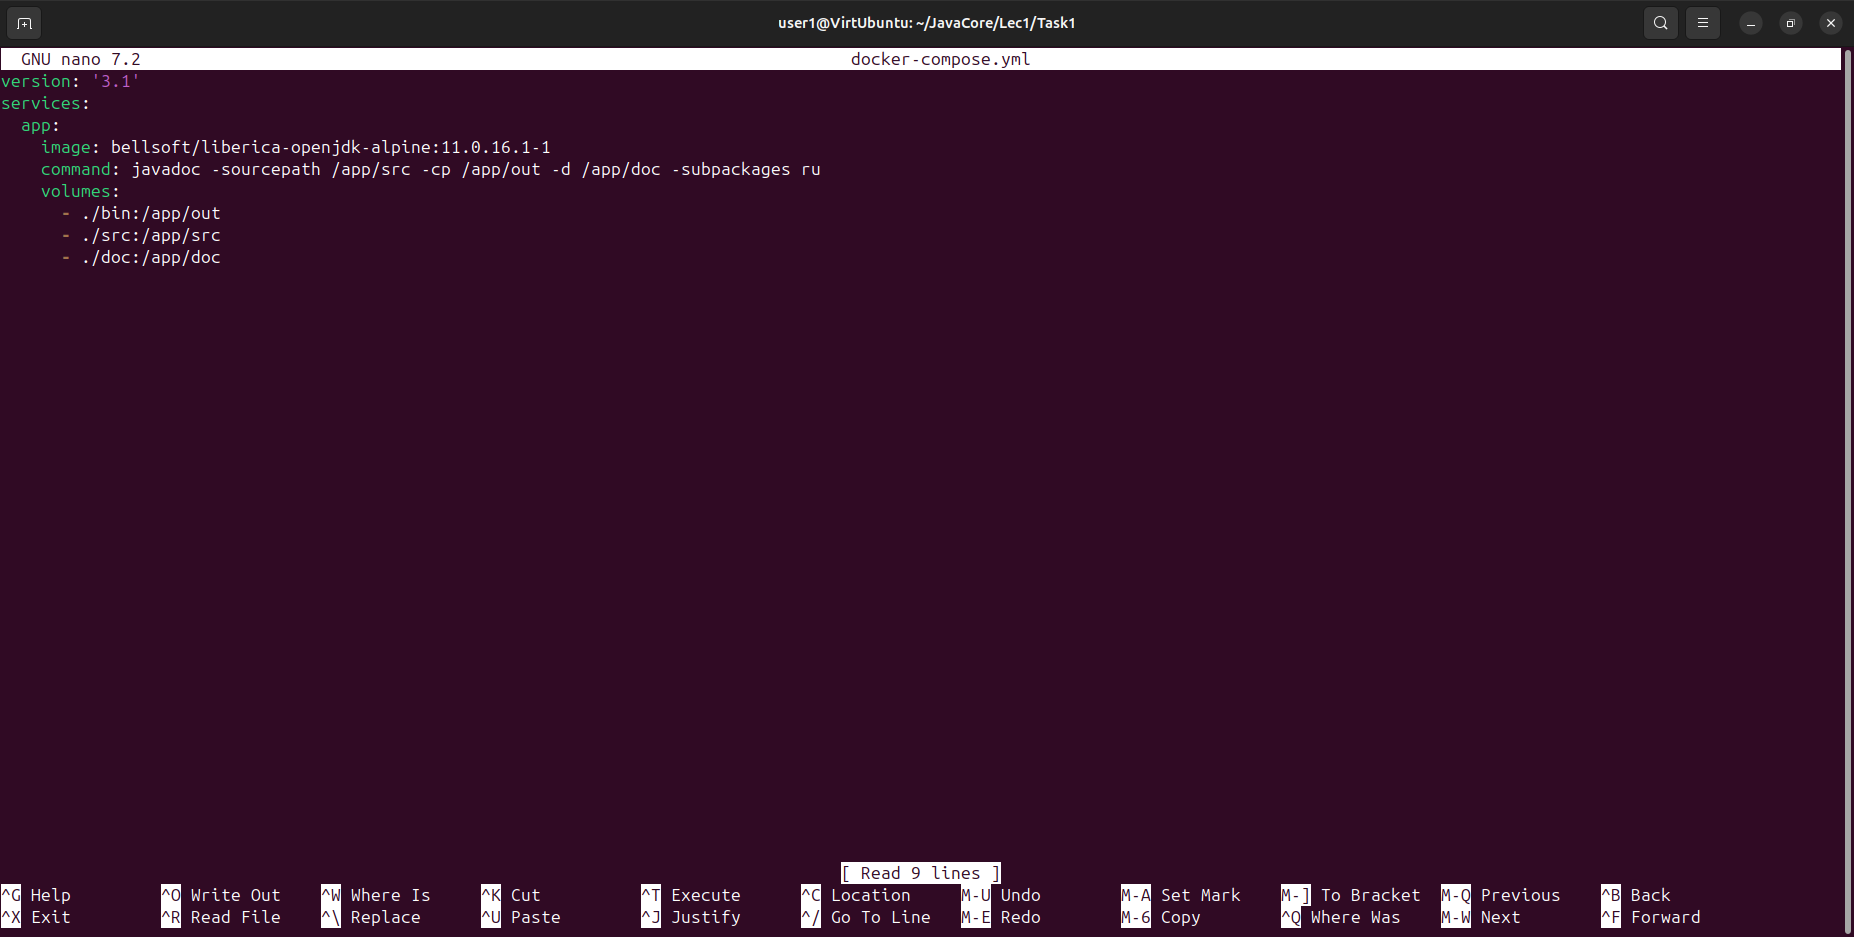 user1@VirtUbuntu: ~/JavaCore/Lec1/Task1
GNU nano 7.2 docker-compose.yml
version: '3.1'
services:
  app:
    image: bellsoft/liberica-openjdk-alpine:11.0.16.1-1
    command: javadoc -sourcepath /app/src -cp /app/out -d /app/doc -subpackages ru
    volumes:
      - ./bin:/app/out
      - ./src:/app/src
      - ./doc:/app/doc
[ Read 9 lines ]
^G Help ^O Write Out ^W Where Is ^K Cut ^T Execute ^C Location M-U Undo M-A Set Mark M-] To Bracket M-Q Previous ^B Back
^X Exit ^R Read File ^\ Replace ^U Paste ^J Justify ^/ Go To Line M-E Redo M-6 Copy ^Q Where Was M-W Next ^F Forward